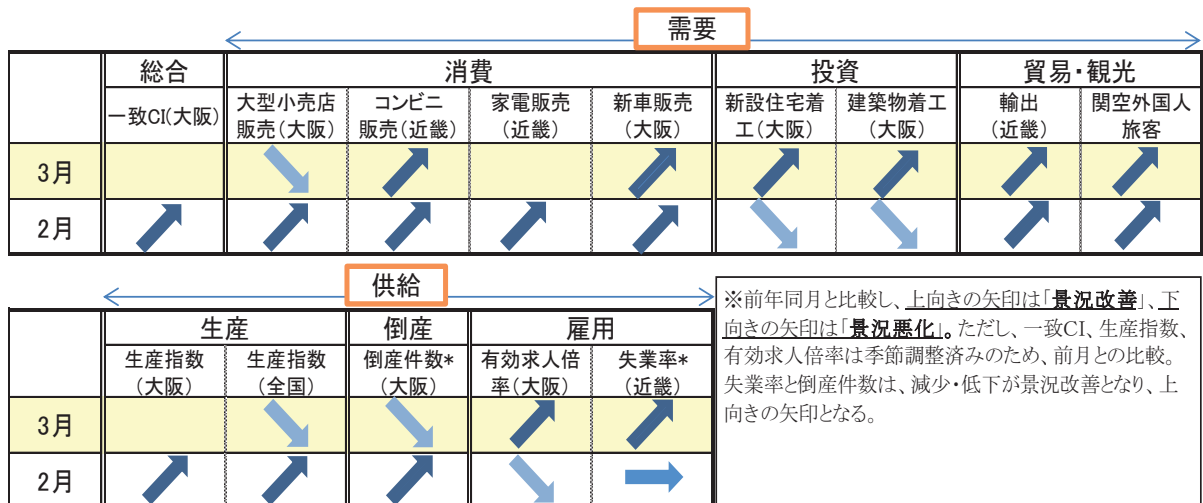 需要
総合
消費
投資
貿易・観光
一致CI(大阪)
大型小売店
販売(大阪)
コンビニ
販売(近畿)
家電販売
(近畿)
新車販売
(大阪)
新設住宅着
工(大阪)
建築物着工
(大阪)
輸出
(近畿)
関空外国人
旅客
3月
2月
供給
生産
倒産
雇用
生産指数
(大阪)
生産指数
(全国)
倒産件数*
(大阪)
有効求人倍
率(大阪)
失業率*
(近畿)
3月
2月
※前年同月と比較し、上向きの矢印は「景況改善」、下
向きの矢印は「景況悪化」。ただし、一致CI、生産指数、
有効求人倍率は季節調整済みのため、前月との比較。
失業率と倒産件数は、減少・低下が景況改善となり、上
向きの矢印となる。